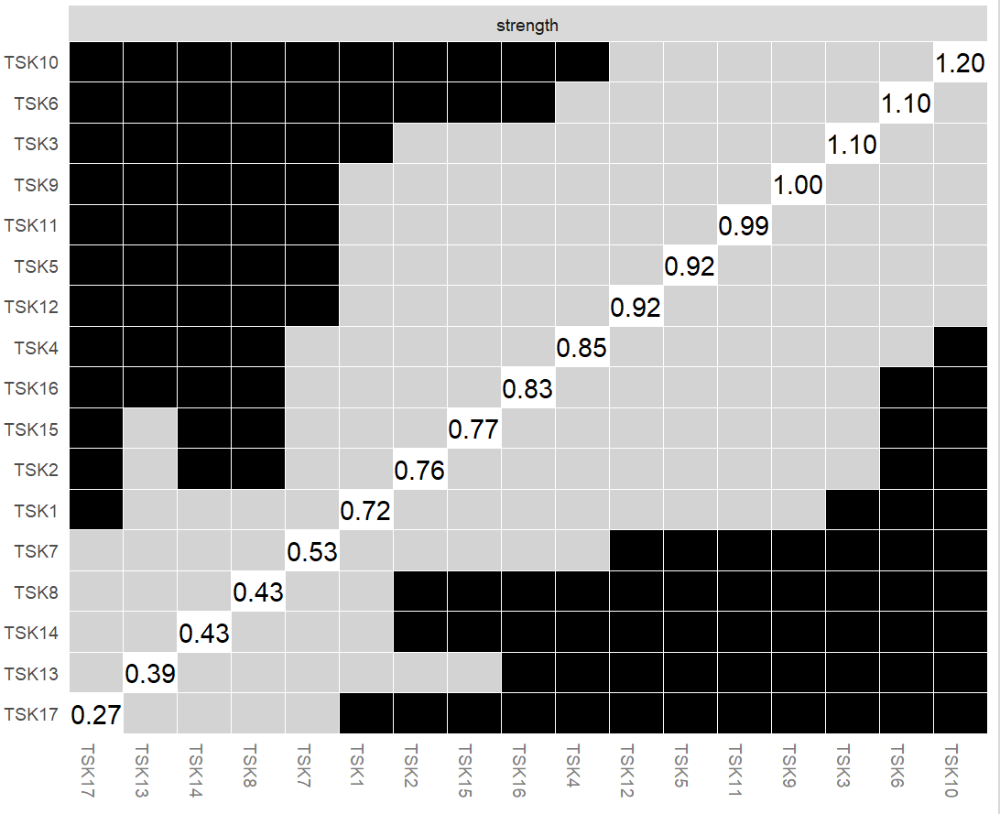 strength
TSK10 1.20
TSK6 1.10
TSK3 1.10
TSK9 1.00
TSK11 0.99
TSK5 0.92
TSK12 0.92
TSK4 0.85
TSK16 0.83
TSK15 0.77
TSK2 0.76
TSK1 0.72
TSK7 0.53
TSK8 0.43
TSK14 0.43
TSK13 0.39
TSK17 0.27
TSK17 TSK13 TSK14 TSK8 TSK7 TSK1 TSK2 TSK15 TSK16 TSK4 TSK12 TSK5 TSK11 TSK9 TSK3 TSK6 TSK10